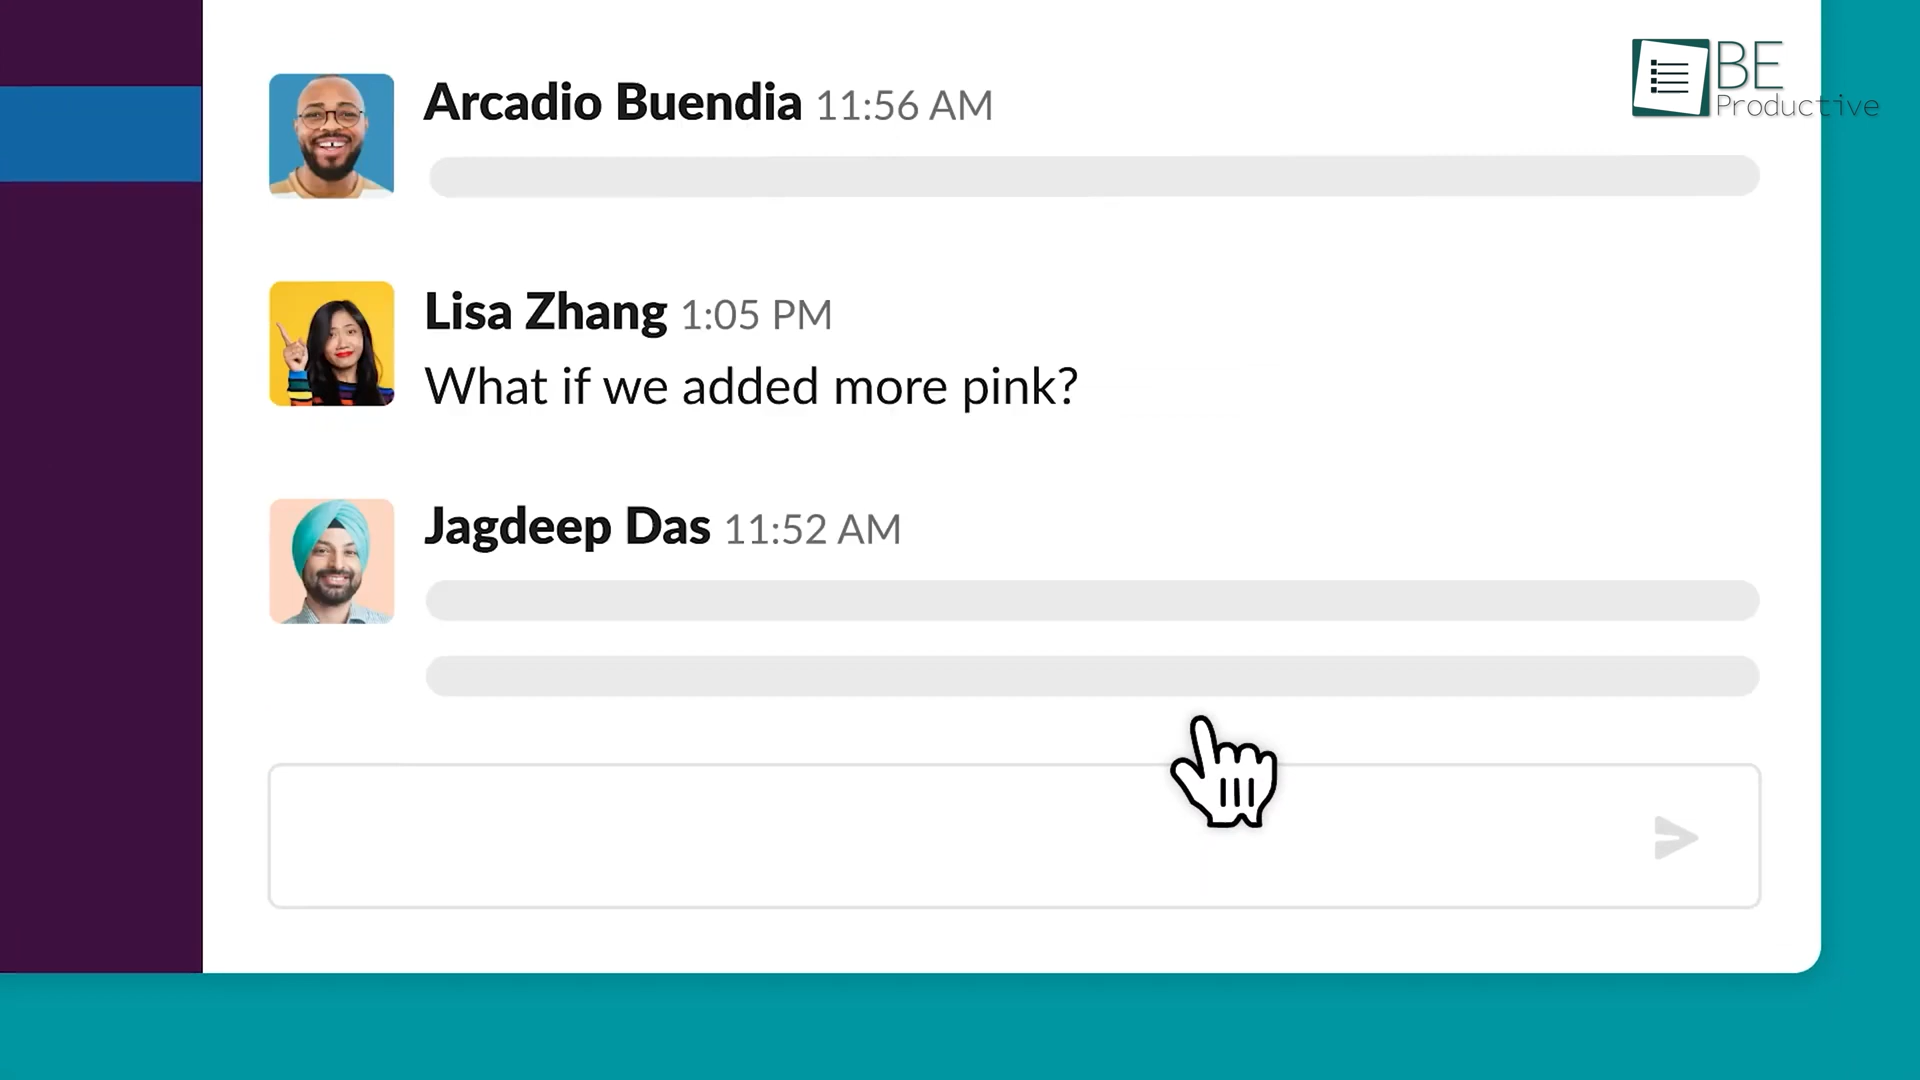 BE
Productive
Arcadio Buendia 11:56 AM
Lisa Zhang 1:05 PM
What if we added more pink?
Jagdeep Das 11:52 AM